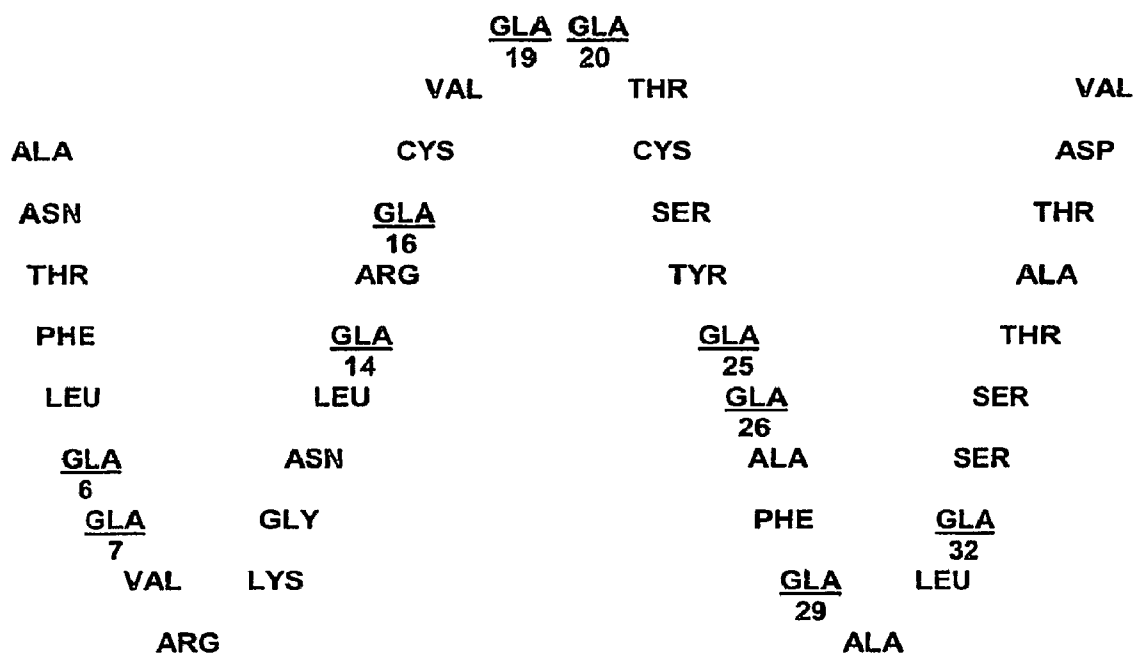 GLA GLA
19 20
VAL THR VAL
ALA CYS CYS ASP
ASN GLA SER THR
16
THR ARG TYR ALA
PHE GLA GLA THR
14 25
LEU LEU GLA SER
26
GLA ASN ALA SER
6
GLA GLY PHE GLA
7 32
VAL LYS GLA LEU
29
ARG ALA